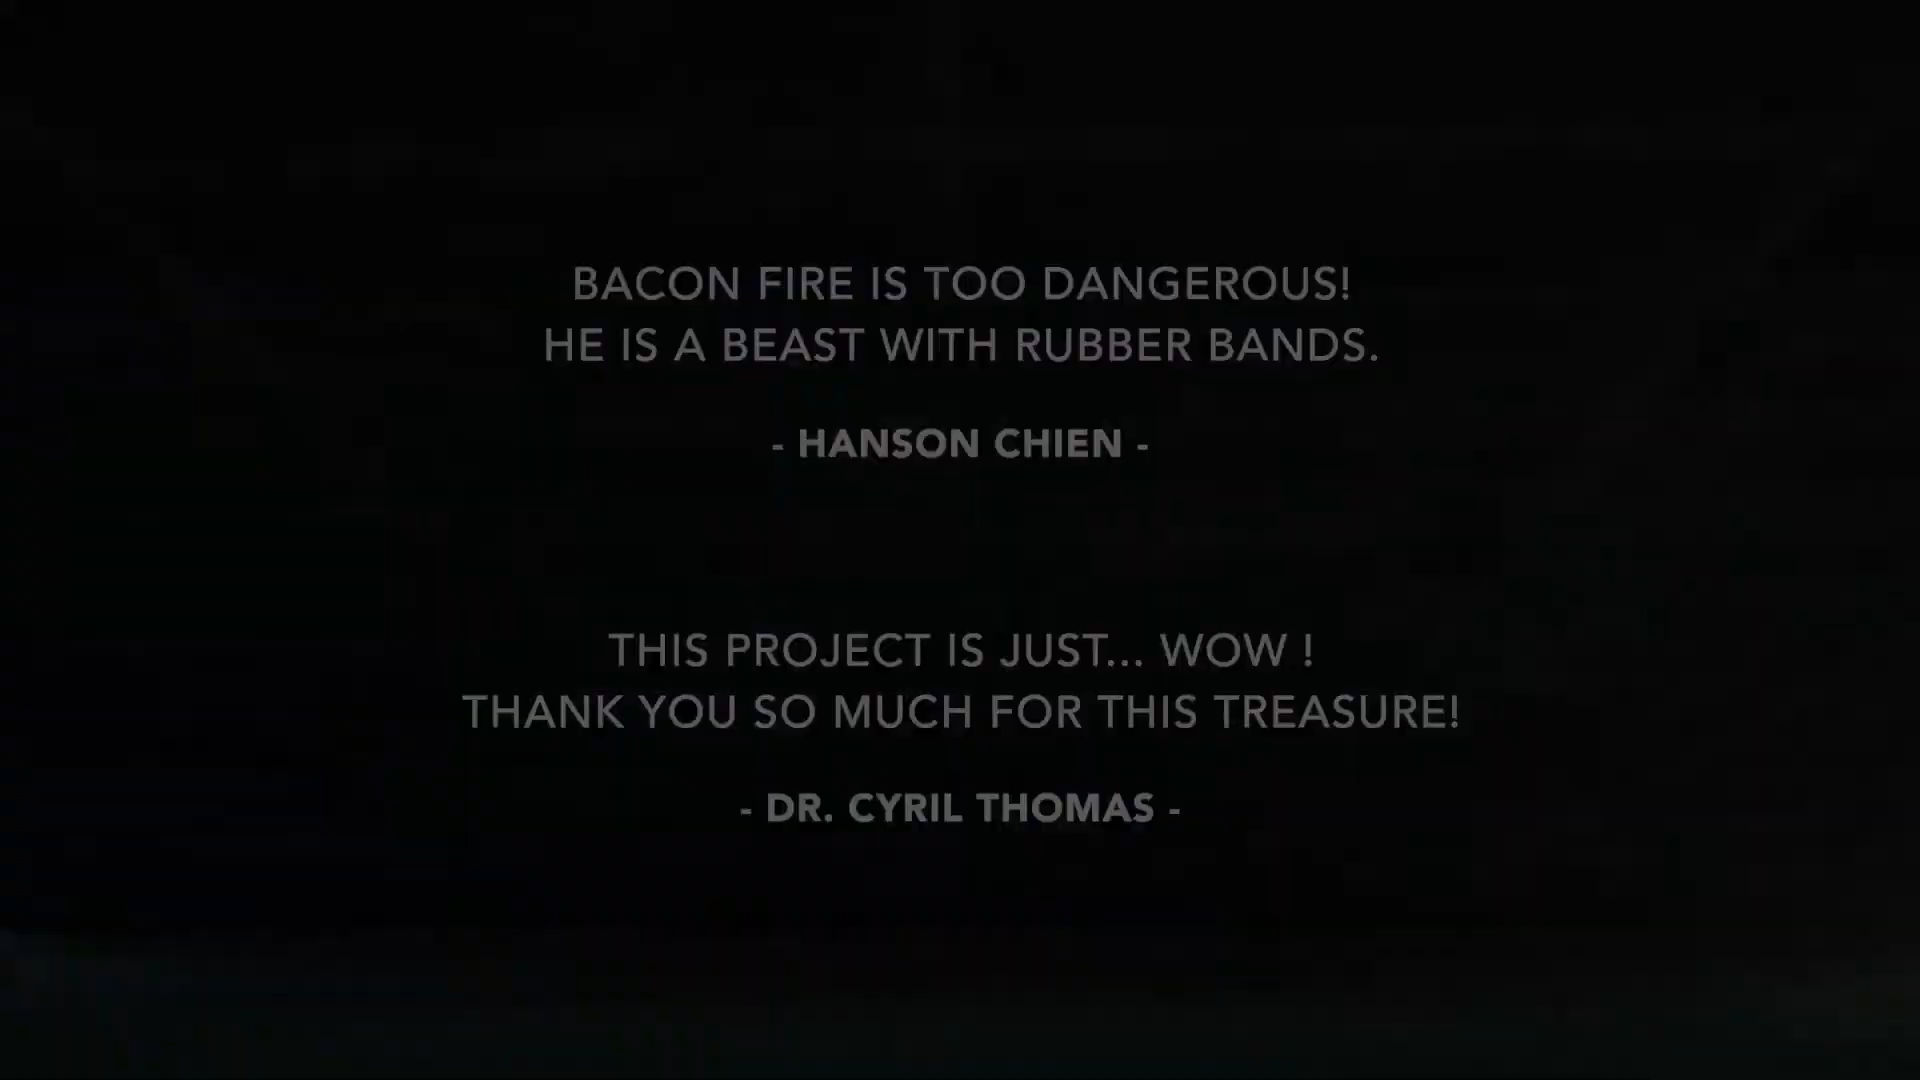 BACON FIRE IS TOO DANGEROUS!
HE IS A BEAST WITH RUBBER BANDS.
- HANSON CHIEN -
THIS PROJECT IS JUST... WOW !
THANK YOU SO MUCH FOR THIS TREASURE!
- DR. CYRIL THOMAS -